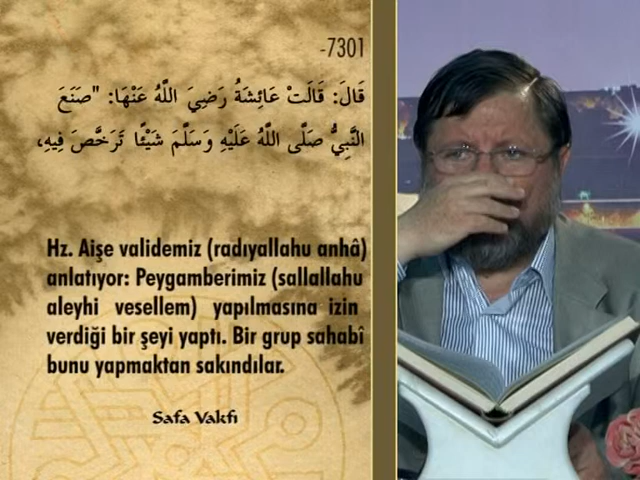 -7301
قَالَ: قَالَتْ عَائِشَةُ رَضِيَ اللَّهُ عَنْهَا: "صَنَعَ
النَّبِيُّ صَلَّى اللَّهُ عَلَيْهِ وَسَلَّمَ شَيْئًا تَرَخَّصَ فِيهِ،
Hz. Aişe validemiz (radıyallahu anhâ)
anlatıyor: Peygamberimiz (sallallahu
aleyhi vesellem) yapılmasına izin
verdiği bir şeyi yaptı. Bir grup sahabî
bunu yapmaktan sakındılar.
Safa Vakfı